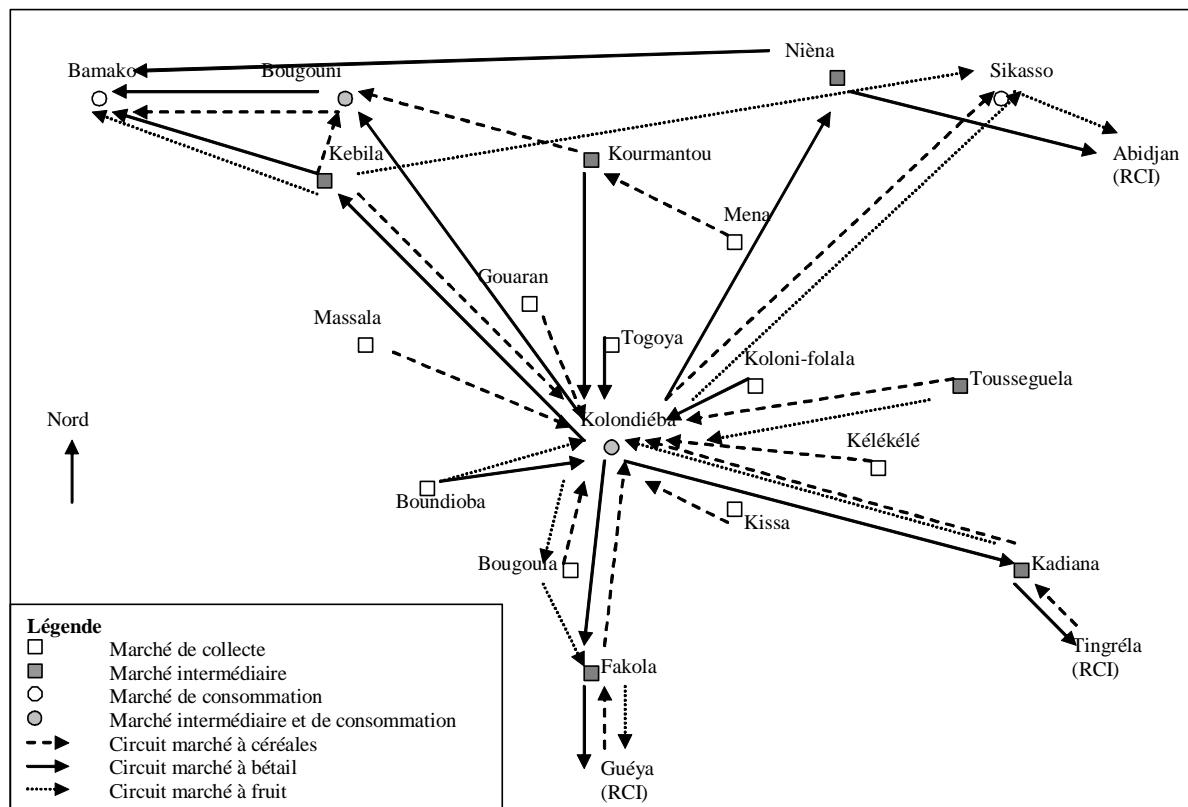 Nièna
Bamako
Bougouni
Sikasso
Kebila
Kourmantou
Abidjan
(RCI)
Mena
Gouaran
Massala
Togoya
Koloni-folala
Tousseguela
Nord
Kolondiéba
Kélékélé
Boundioba
Kissa
Bougoula
Kadiana
Tingréla
(RCI)
Fakola
Guéya
(RCI)
Légende
Marché de collecte
Marché intermédiaire
Marché de consommation
Marché intermédiaire et de consommation
Circuit marché à céréales
Circuit marché à bétail
Circuit marché à fruit